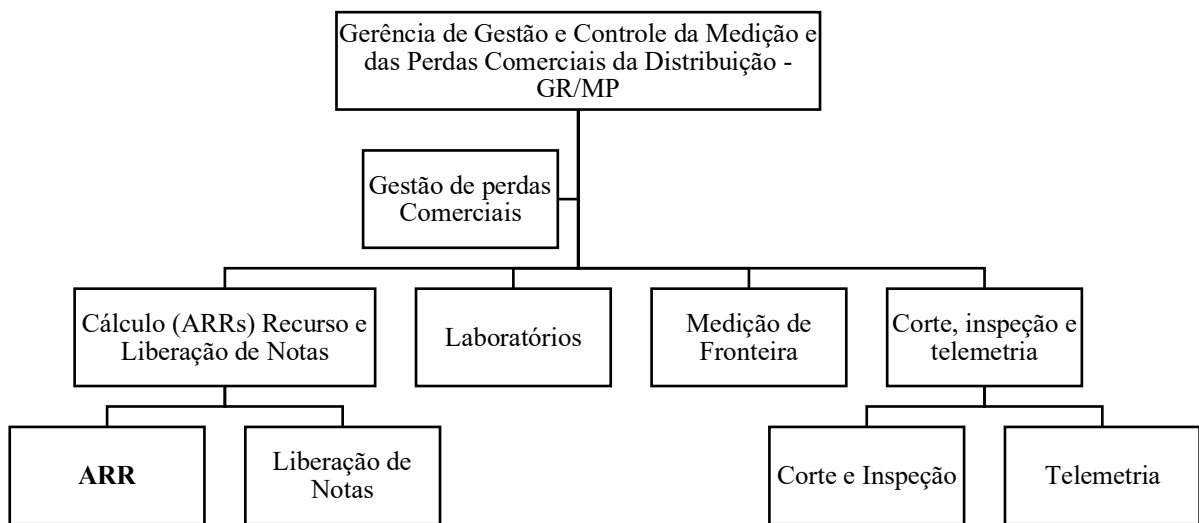 Gerência de Gestão e Controle da Medição e
das Perdas Comerciais da Distribuição -
GR/MP
Gestão de perdas
Comerciais
Cálculo (ARRs) Recurso e
Liberação de Notas
Laboratórios
Medição de
Fronteira
Corte, inspeção e
telemetria
ARR
Liberação de
Notas
Corte e Inspeção
Telemetria